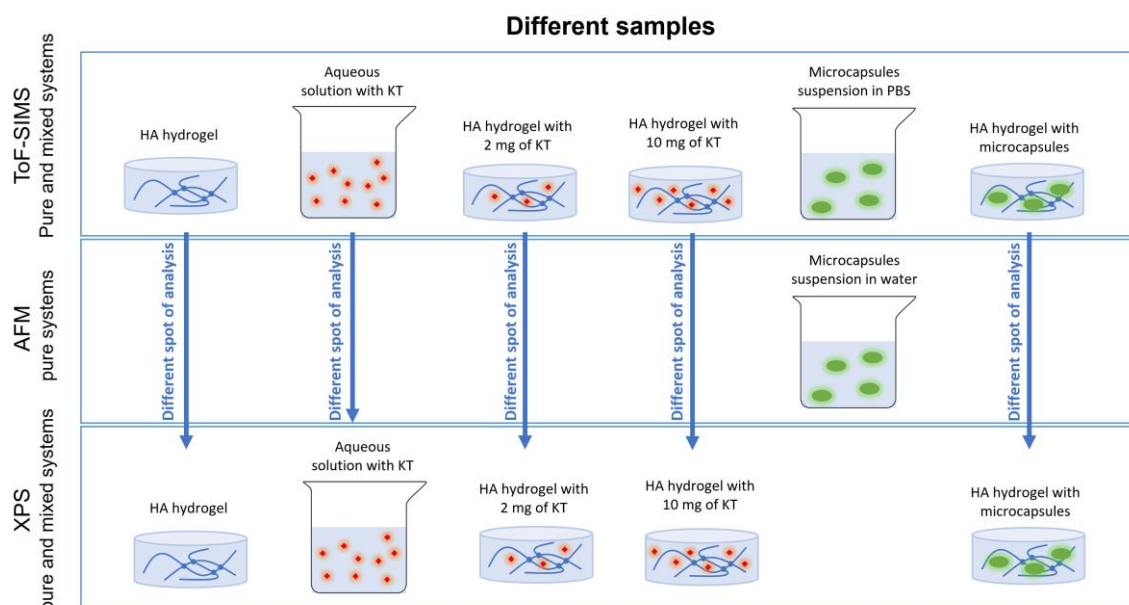 Different samples
ToF-SIMS
Pure and mixed systems
HA hydrogel
Aqueous
solution with KT
HA hydrogel with
2 mg of KT
HA hydrogel with
10 mg of KT
Microcapsules
suspension in PBS
HA hydrogel with
microcapsules
AFM
pure systems
Different spot of analysis
Different spot of analysis
Different spot of analysis
Different spot of analysis
Microcapsules
suspension in water
Different spot of analysis
XPS
pure and mixed systems
HA hydrogel
Aqueous
solution with KT
HA hydrogel with
2 mg of KT
HA hydrogel with
10 mg of KT
HA hydrogel with
microcapsules